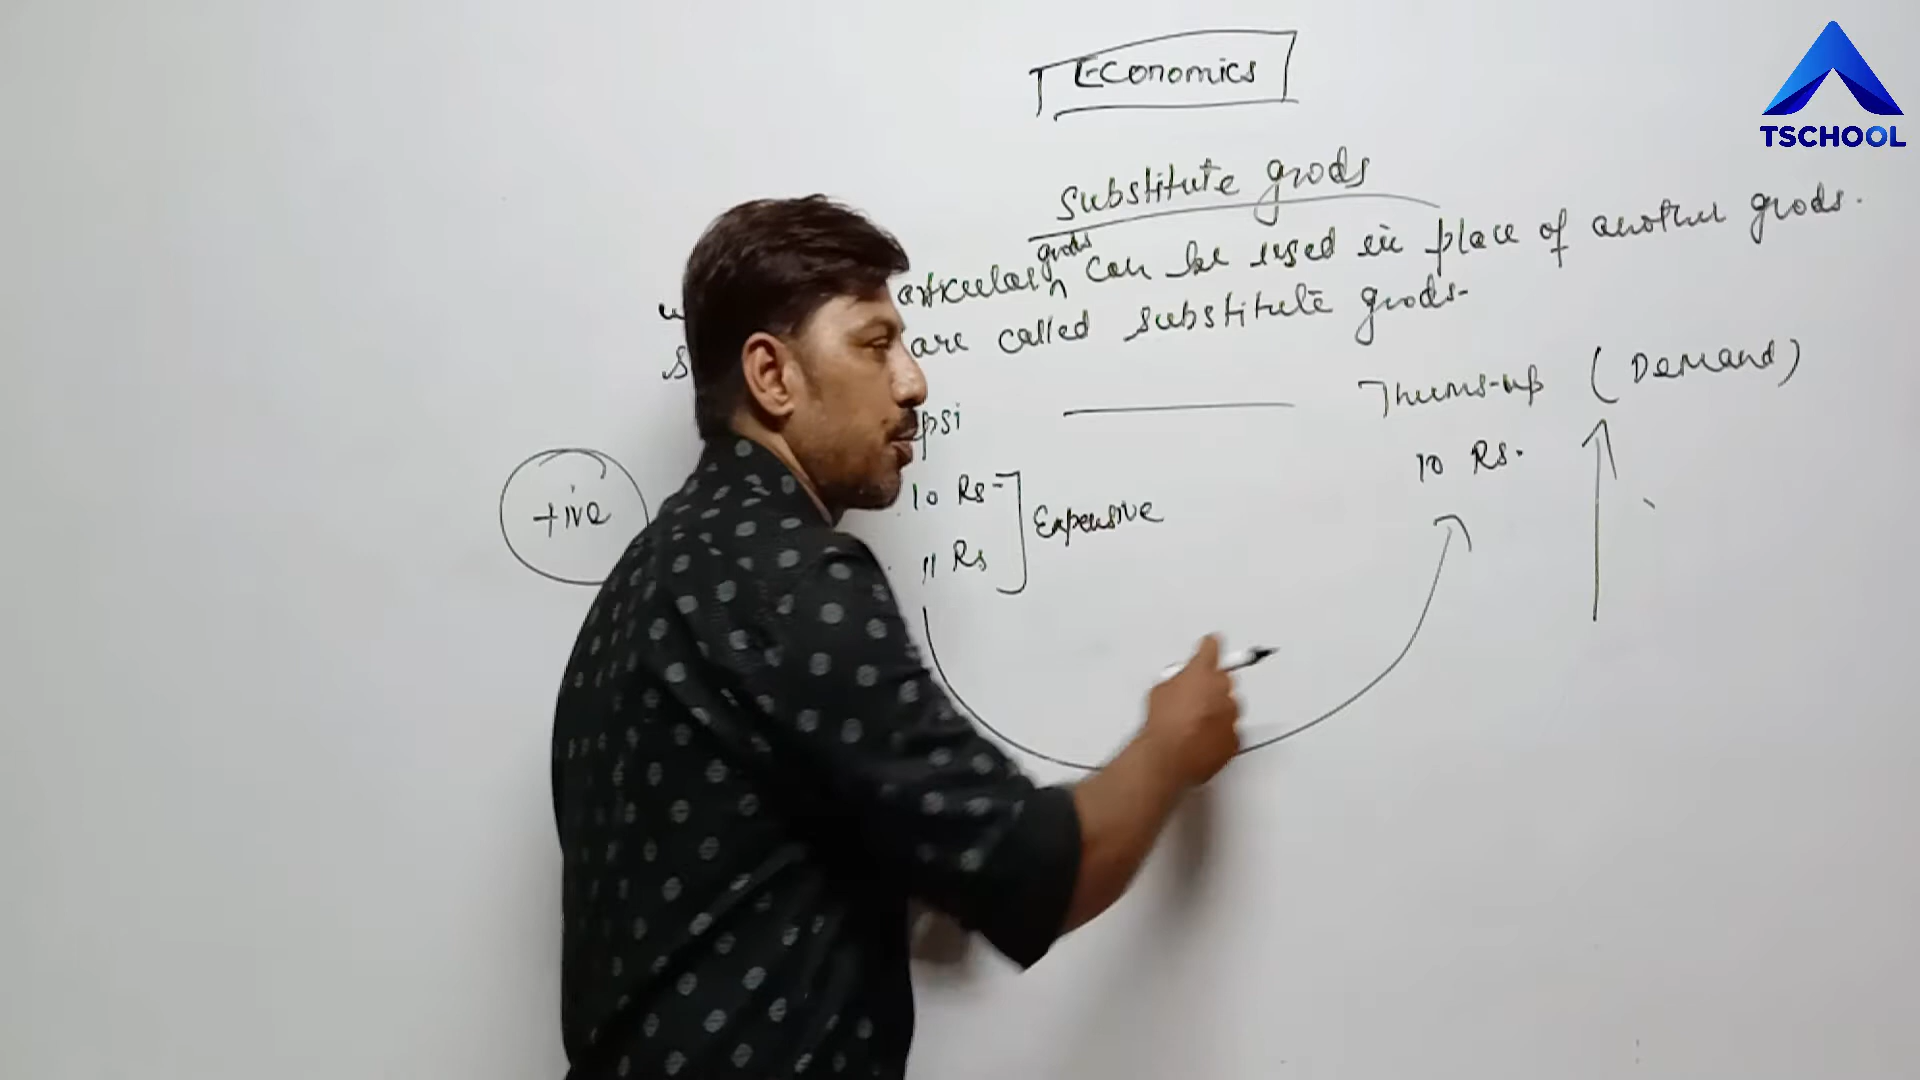 Economics
TSCHOOL
Substitute goods
goods
articular can be used in place of another goods.
are called substitute goods-
psi
Thums-up (Demand)
10 Rs.
10 Rs-
Expensive
11 Rs
+ive